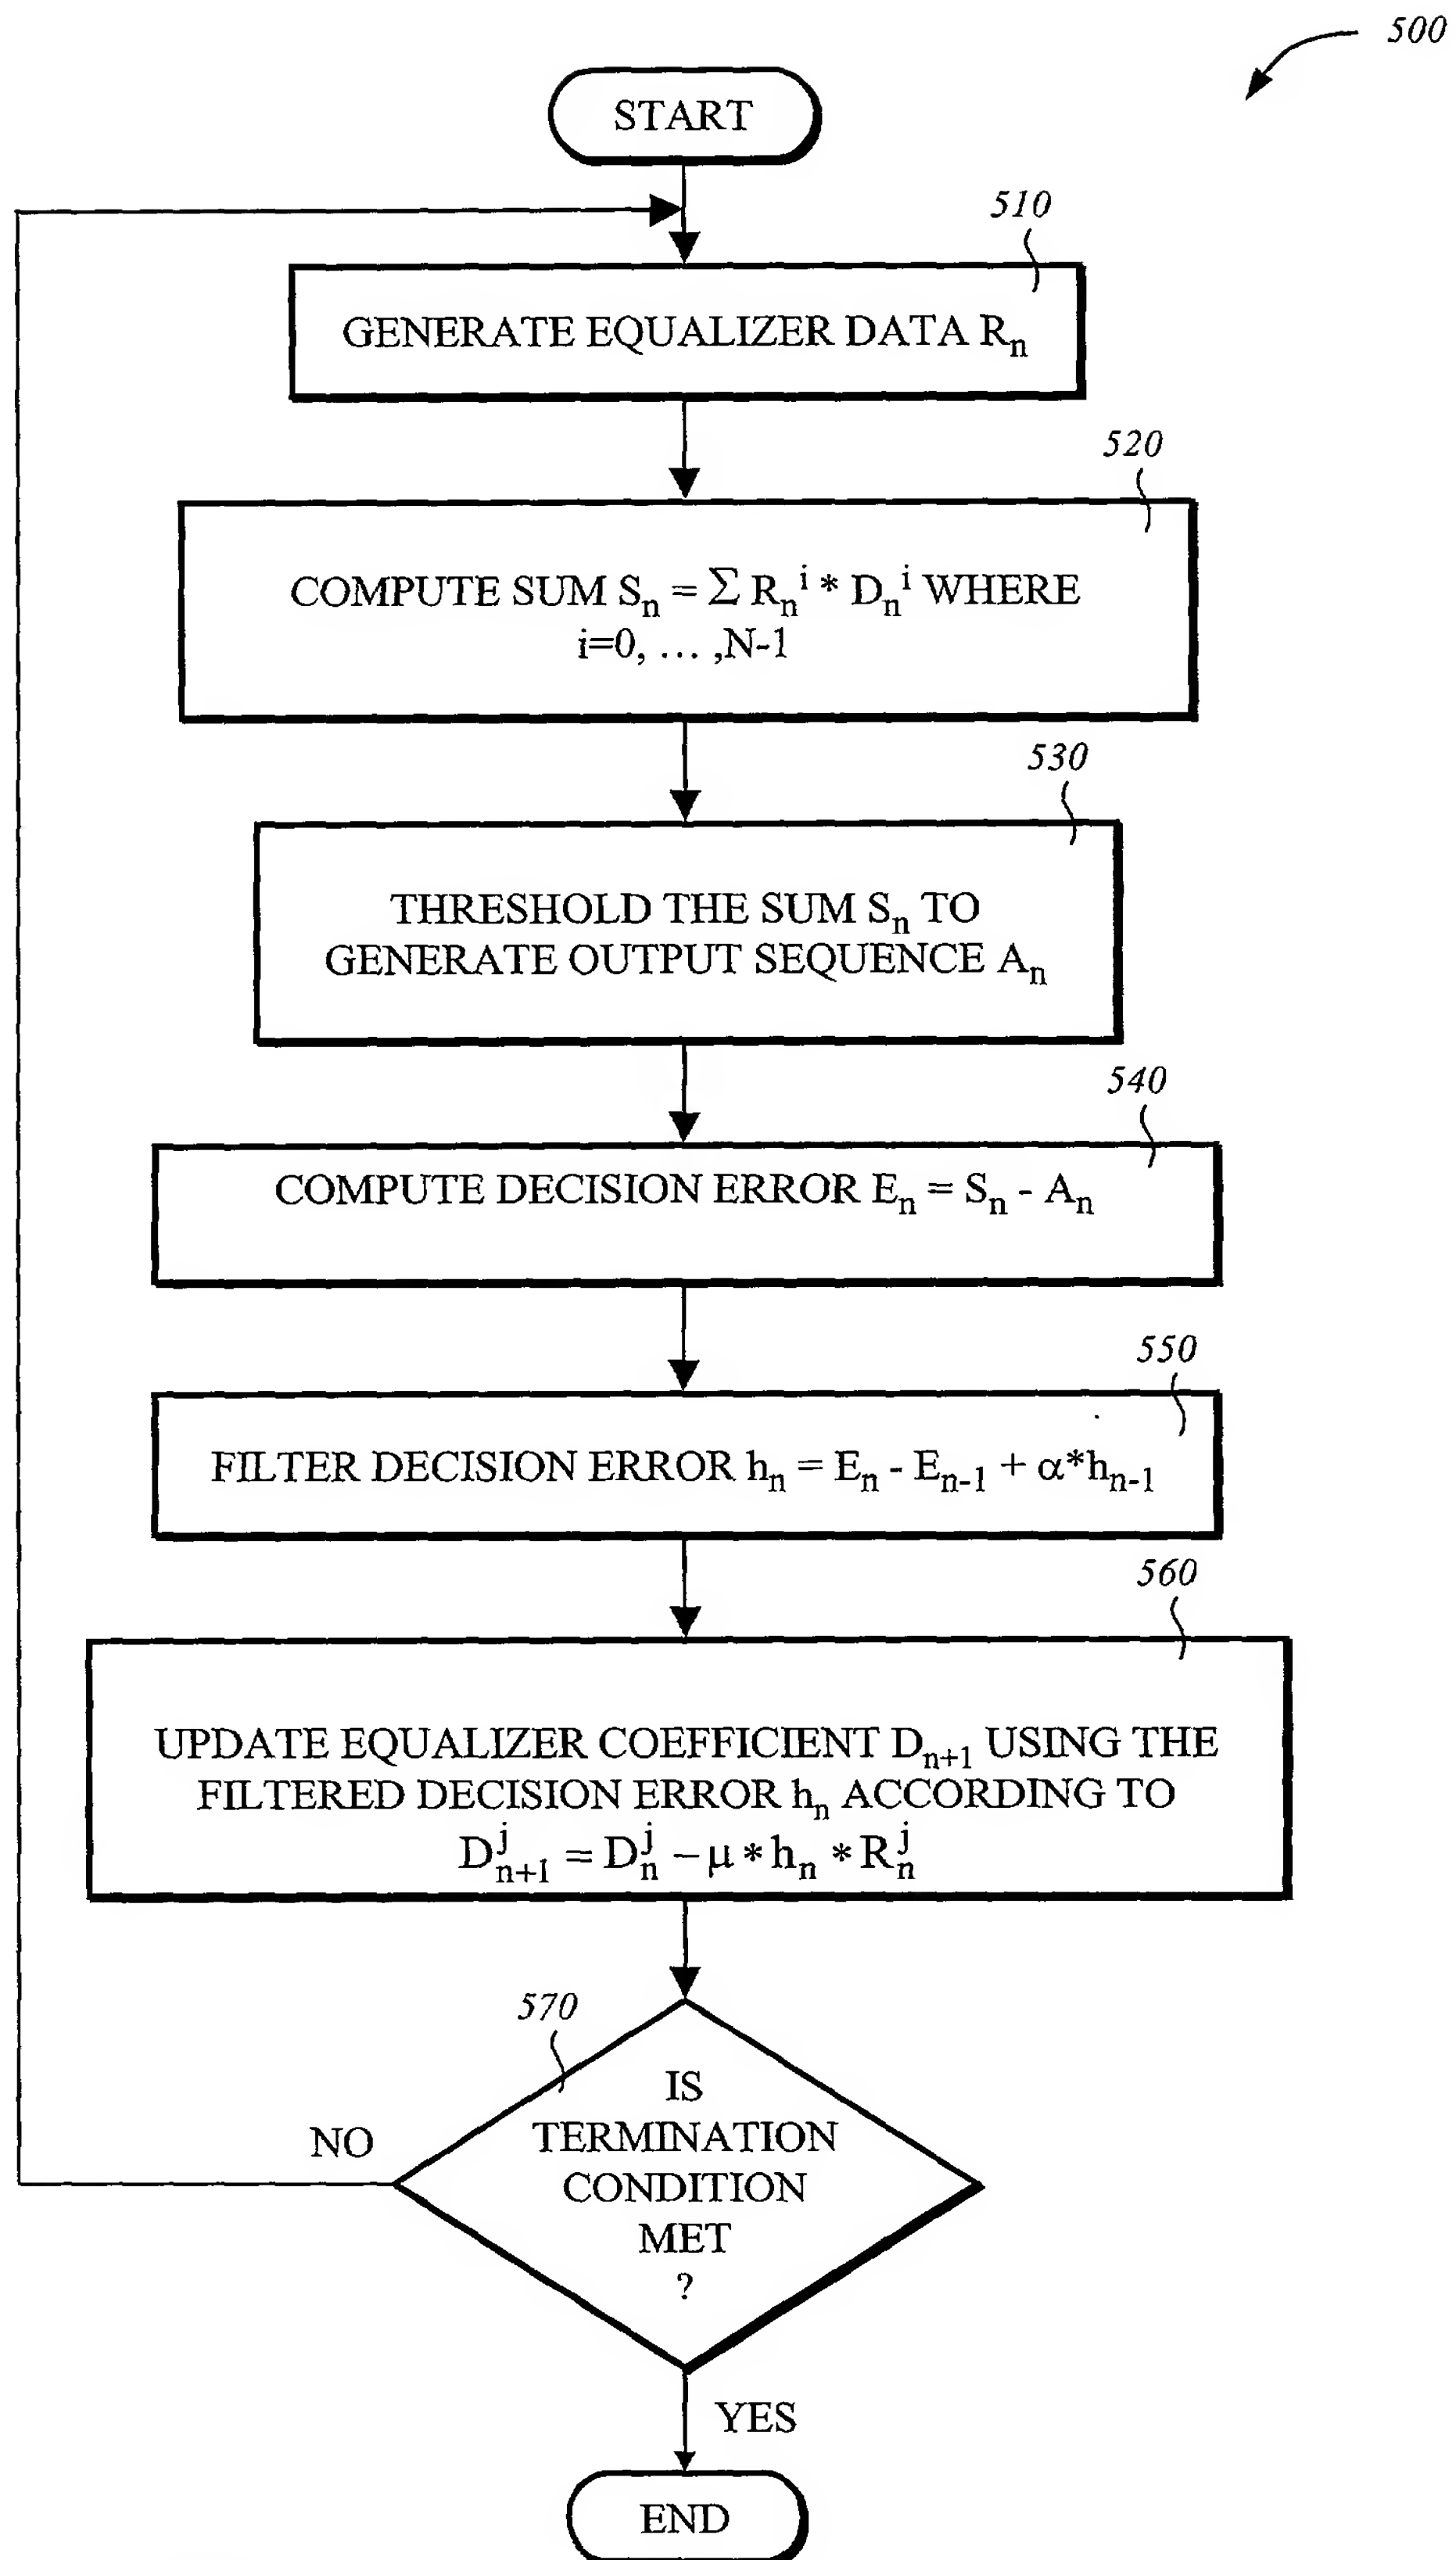 500
START
510
GENERATE EQUALIZER DATA Rₙ
520
COMPUTE SUM Sₙ = Σ Rₙⁱ * Dₙⁱ WHERE
i=0, ... ,N-1
530
THRESHOLD THE SUM Sₙ TO
GENERATE OUTPUT SEQUENCE Aₙ
540
COMPUTE DECISION ERROR Eₙ = Sₙ - Aₙ
550
FILTER DECISION ERROR hₙ = Eₙ - Eₙ₋₁ + α*hₙ₋₁
560
UPDATE EQUALIZER COEFFICIENT Dₙ₊₁ USING THE
FILTERED DECISION ERROR hₙ ACCORDING TO
Dʲₙ₊₁ = Dʲₙ − μ * hₙ * Rʲₙ
570
IS
TERMINATION
CONDITION
MET
?
NO
YES
END